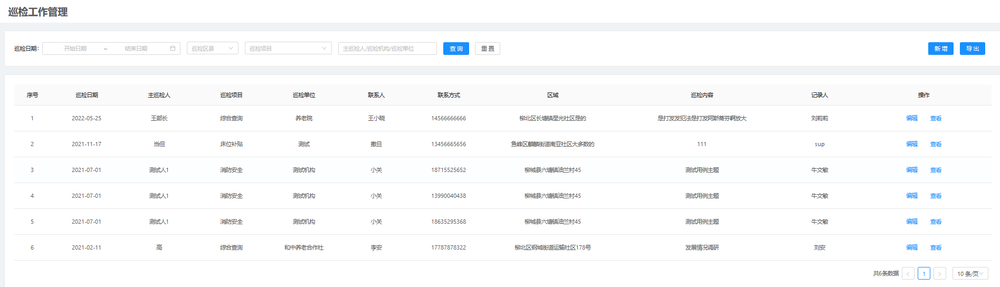 巡检工作管理
巡检日期: 开始日期 ~ 结束日期 巡检区县 巡检项目 主巡检人/巡检机构/巡检单位 查询 重置 新增 导出
序号 巡检日期 主巡检人 巡检项目 巡检单位 联系人 联系方式 区域 巡检内容 记录人 操作
1 2022-05-25 王部长 综合查询 养老院 王小晓 14566666666 柳北区长塘镇星光社区是的 是打发发犯法是打发阿斯蒂芬啊放大 刘莉莉 编辑 查看
2 2021-11-17 当但 床位补贴 测试 撒旦 13456665656 鱼峰区麒麟街道南亚社区大多数的 111 sup 编辑 查看
3 2021-07-01 测试人1 消防安全 测试机构 小关 18715525652 柳城县六塘镇油兰村45 测试用例主题 牛文敏 编辑 查看
4 2021-07-01 测试人1 消防安全 测试机构 小关 13990040438 柳城县六塘镇油兰村45 测试用例主题 牛文敏 编辑 查看
5 2021-07-01 测试人1 消防安全 测试机构 小关 18635295368 柳城县六塘镇油兰村45 测试用例主题 牛文敏 编辑 查看
6 2021-02-11 高 综合查询 和中养老合作社 李安 17787878322 柳北区钢城街道运输社区178号 发展情况调研 刘安 编辑 查看
共6条数据 < 1 > 10 条/页